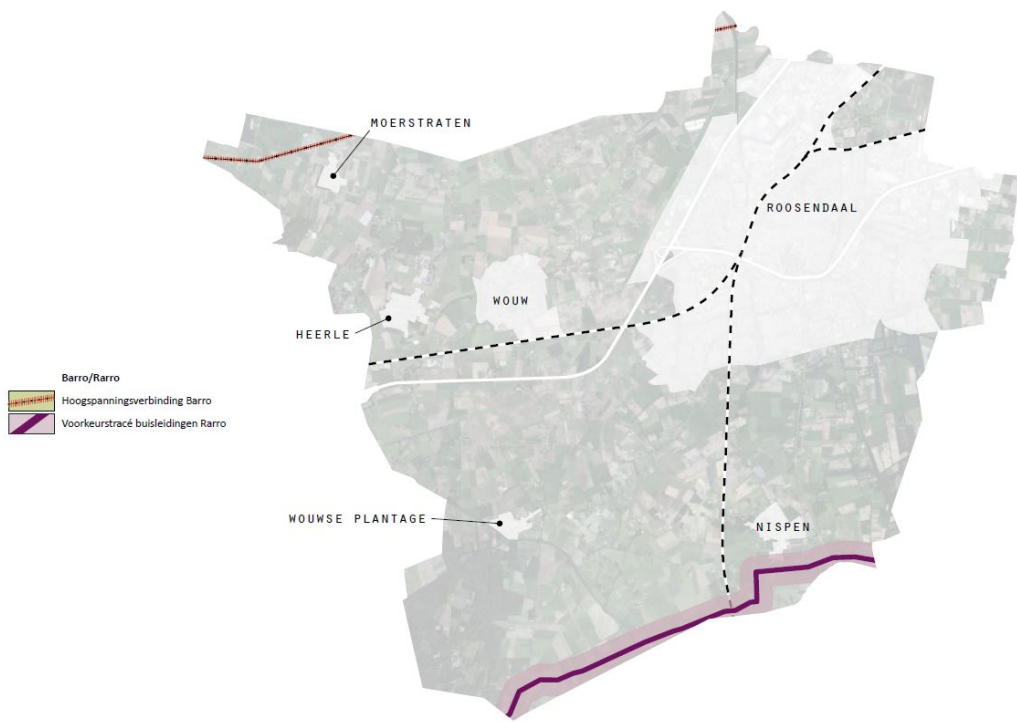 MOERSTRATEN
ROOSENDAAL
WOUW
HEERLE
Barro/Rarro
Hoogspanningsverbinding Barro
Voorkeurstracé buisleidingen Rarro
WOUWSE PLANTAGE
NISPEN